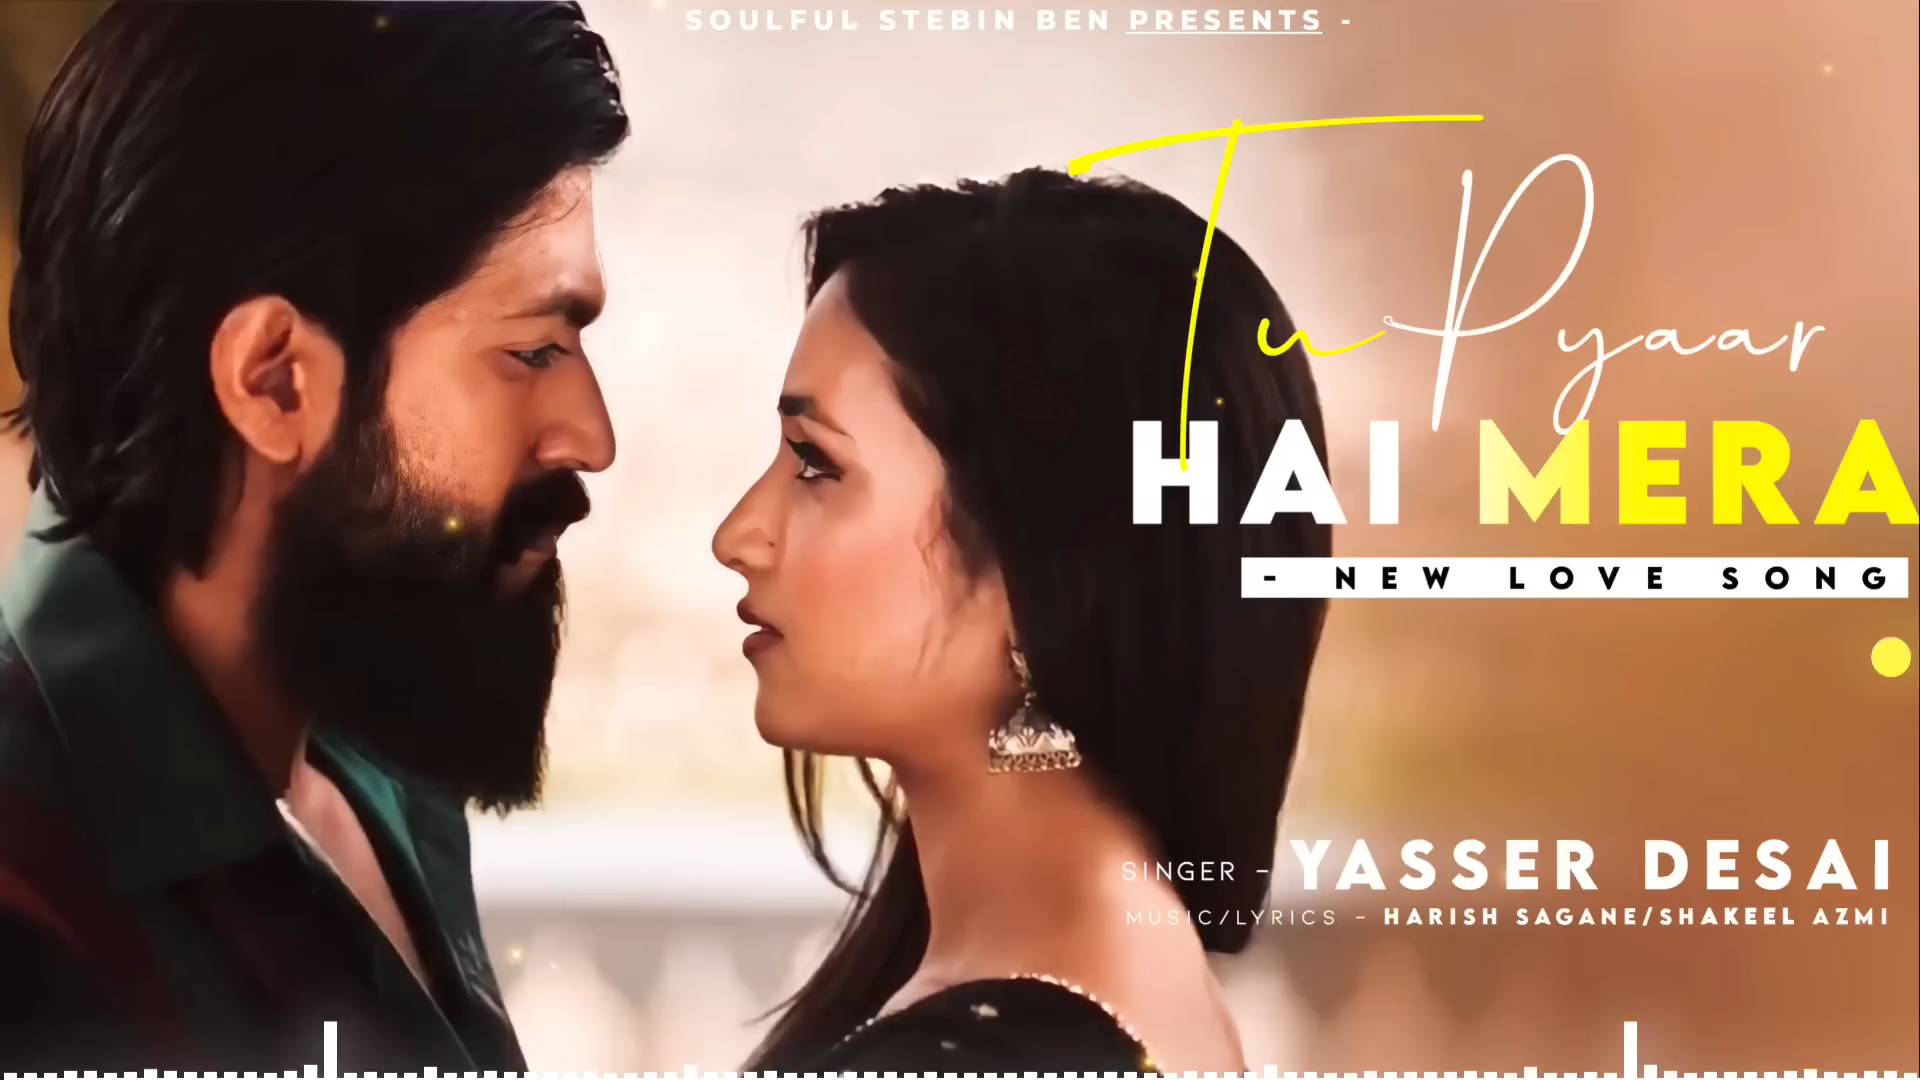 SOULFUL STEBIN BEN PRESENTS -
Tu Pyaar
HAI MERA
- NEW LOVE SONG
SINGER - YASSER DESAI
MUSIC/LYRICS - HARISH SAGANE/SHAKEEL AZMI